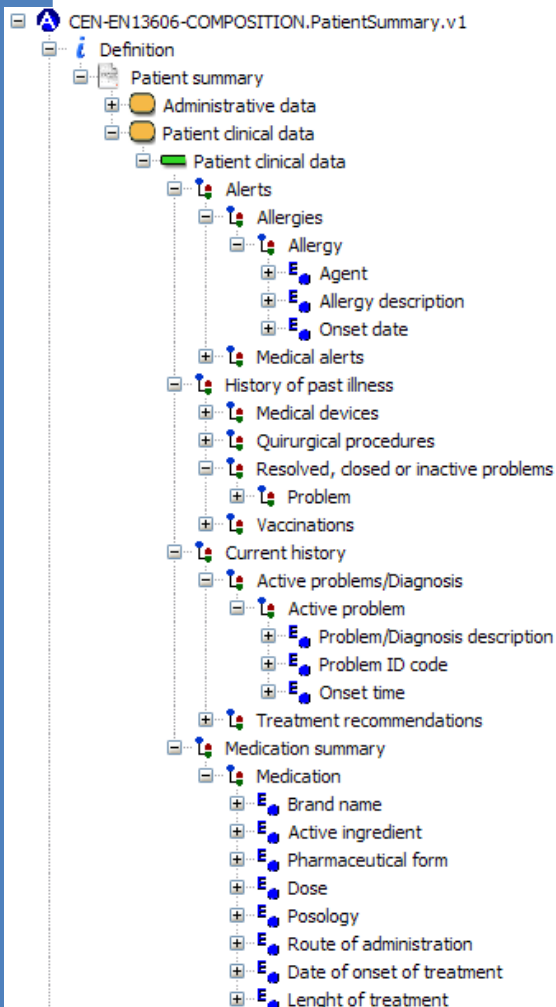 CEN-EN13606-COMPOSITION.PatientSummary.v1
Definition
Patient summary
Administrative data
Patient clinical data
Patient clinical data
Alerts
Allergies
Allergy
Agent
Allergy description
Onset date
Medical alerts
History of past illness
Medical devices
Quirurgical procedures
Resolved, closed or inactive problems
Problem
Vaccinations
Current history
Active problems/Diagnosis
Active problem
Problem/Diagnosis description
Problem ID code
Onset time
Treatment recommendations
Medication summary
Medication
Brand name
Active ingredient
Pharmaceutical form
Dose
Posology
Route of administration
Date of onset of treatment
Lenght of treatment